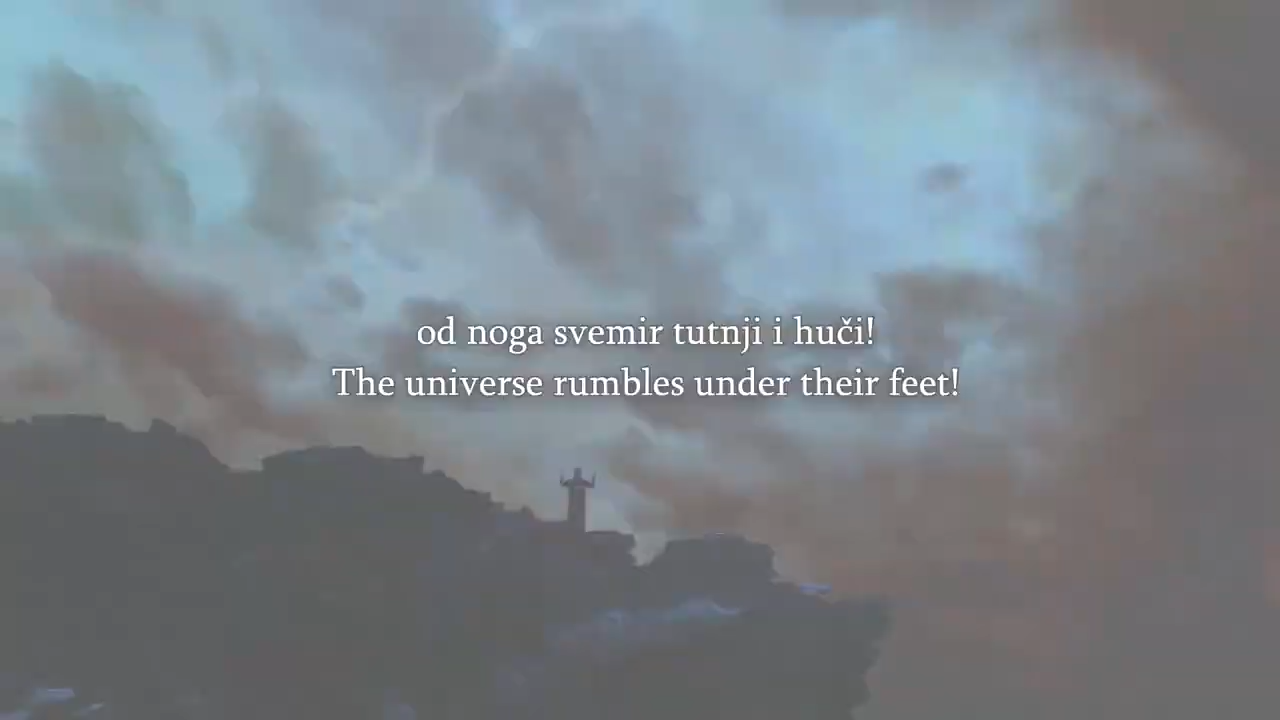 od noga svemir tutnji i huči!
The universe rumbles under their feet!